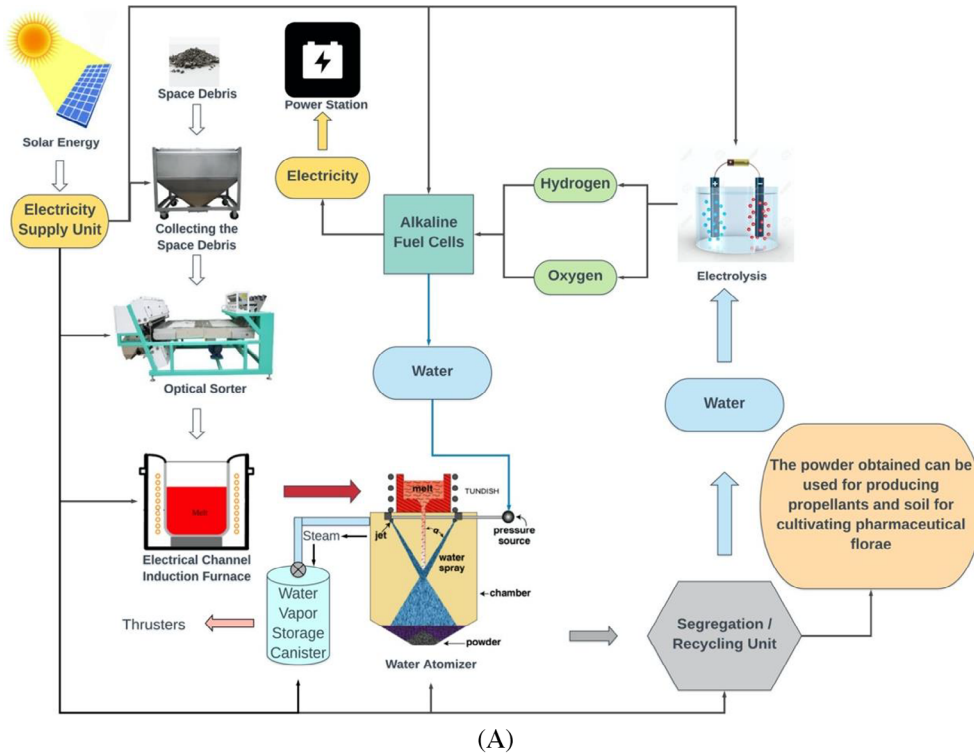 Solar Energy
Electricity
Supply Unit
Space Debris
Collecting the
Space Debris
Optical Sorter
Melt
Electrical Channel
Induction Furnace
Power Station
Electricity
Alkaline
Fuel Cells
Hydrogen
Oxygen
Electrolysis
Water
Water
The powder obtained can be
used for producing
propellants and soil for
cultivating pharmaceutical
florae
melt
TUNDISH
Steam
jet
α
pressure
source
water
spray
chamber
powder
Water Atomizer
Water
Vapor
Storage
Canister
Thrusters
Segregation /
Recycling Unit
(A)